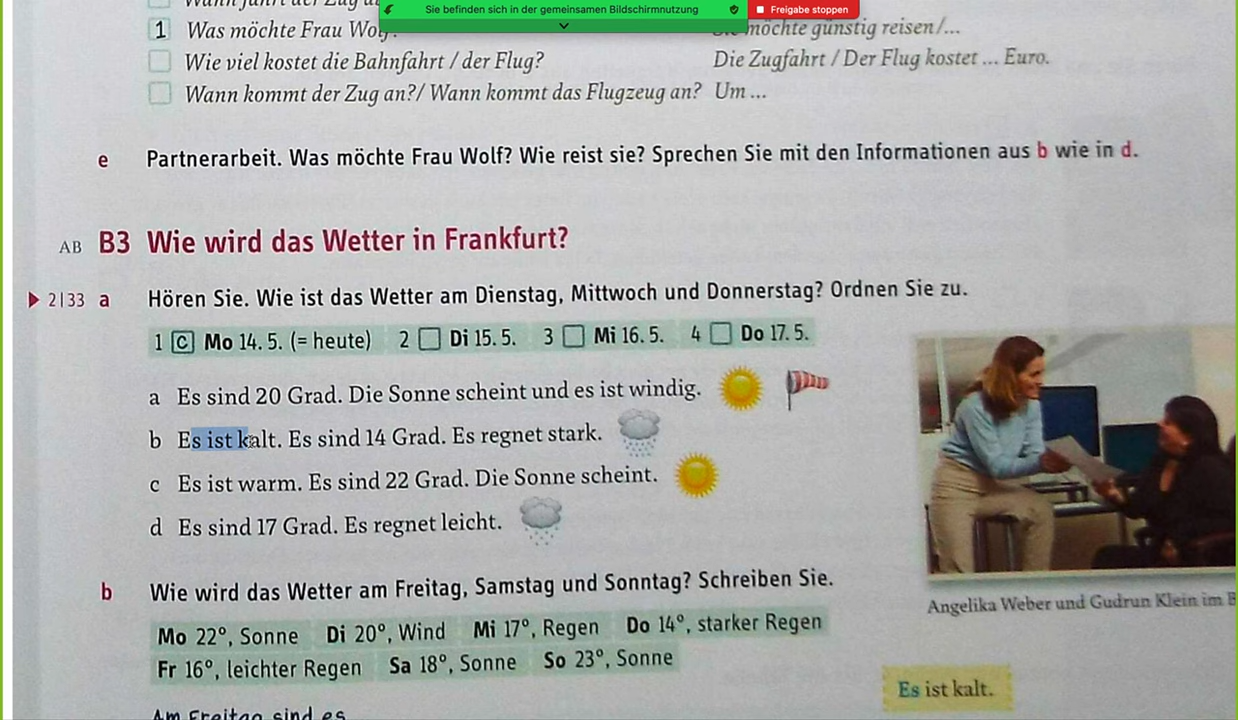 Sie befinden sich in der gemeinsamen Bildschirmnutzung Freigabe stoppen
1 Was möchte Frau Wolf? Sie möchte günstig reisen/...
Wie viel kostet die Bahnfahrt / der Flug? Die Zugfahrt / Der Flug kostet ... Euro.
Wann kommt der Zug an?/ Wann kommt das Flugzeug an? Um ...
e Partnerarbeit. Was möchte Frau Wolf? Wie reist sie? Sprechen Sie mit den Informationen aus b wie in d.
AB B3 Wie wird das Wetter in Frankfurt?
2|33 a Hören Sie. Wie ist das Wetter am Dienstag, Mittwoch und Donnerstag? Ordnen Sie zu.
1 C Mo 14. 5. (= heute) 2 Di 15. 5. 3 Mi 16. 5. 4 Do 17. 5.
a Es sind 20 Grad. Die Sonne scheint und es ist windig.
b Es ist kalt. Es sind 14 Grad. Es regnet stark.
c Es ist warm. Es sind 22 Grad. Die Sonne scheint.
d Es sind 17 Grad. Es regnet leicht.
b Wie wird das Wetter am Freitag, Samstag und Sonntag? Schreiben Sie.
Mo 22°, Sonne Di 20°, Wind Mi 17°, Regen Do 14°, starker Regen
Fr 16°, leichter Regen Sa 18°, Sonne So 23°, Sonne
Angelika Weber und Gudrun Klein im
Es ist kalt.
Am Freitag sind es